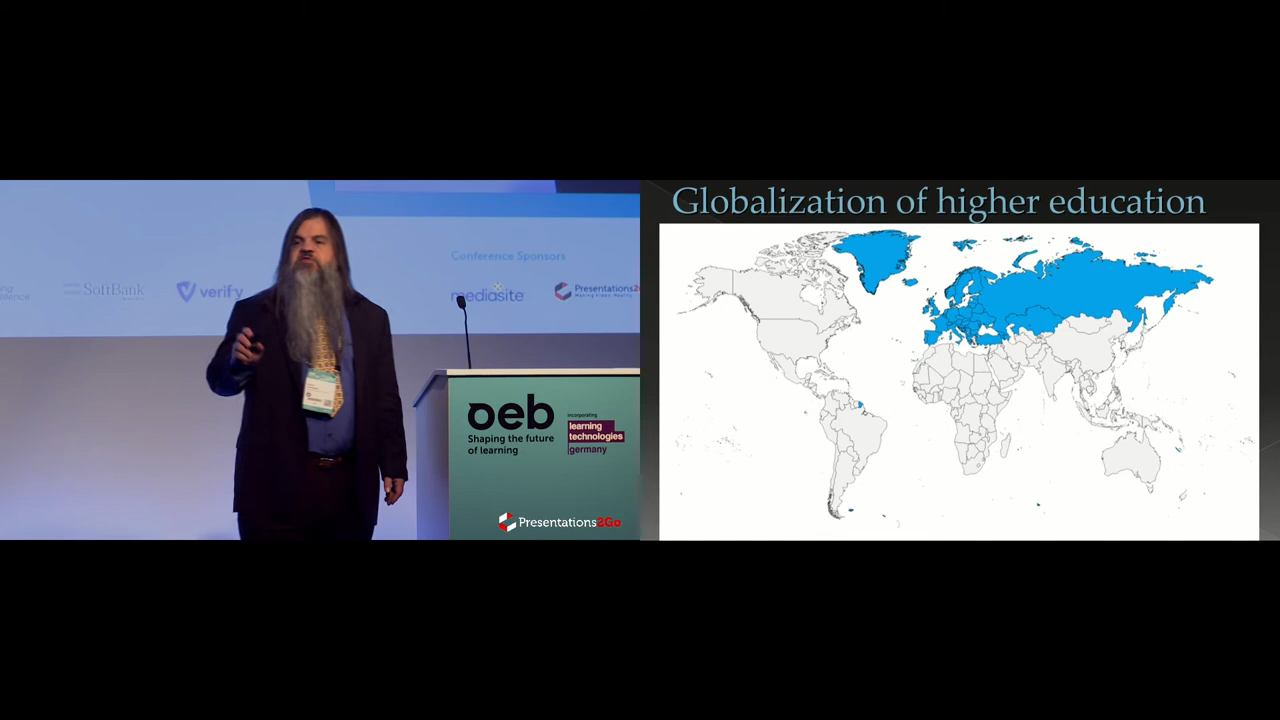 Globalization of higher education
Conference Sponsors
SoftBank
verify
mediasite
Presentations2
oeb
Shaping the future
of learning
incorporating
learning
technologies
germany
Presentations2Go